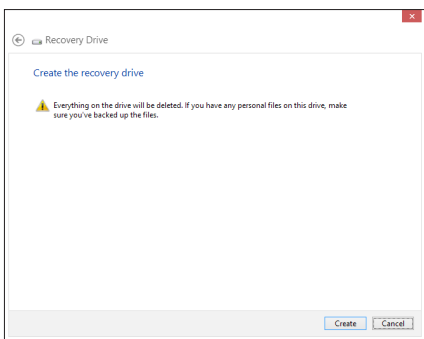 Recovery Drive
Create the recovery drive
Everything on the drive will be deleted. If you have any personal files on this drive, make
sure you've backed up the files.
Create Cancel